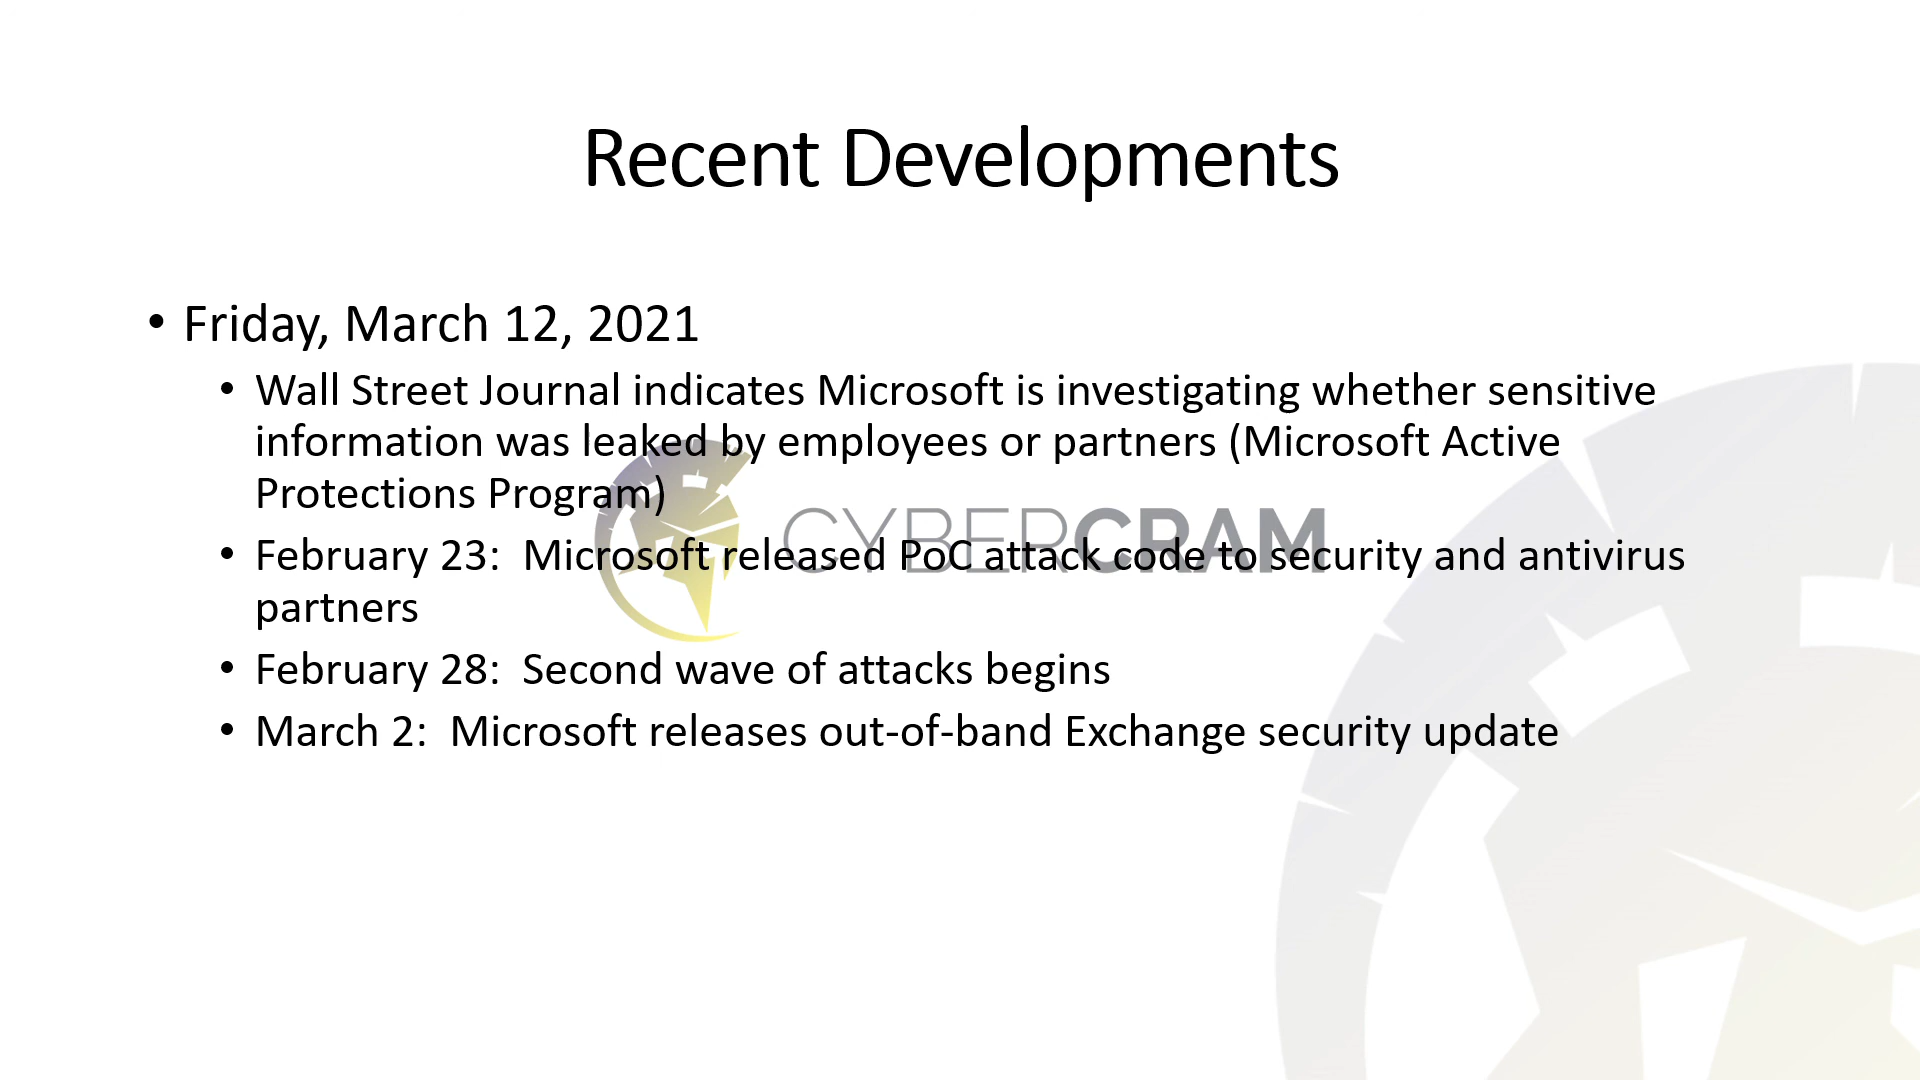 Recent Developments
• Friday, March 12, 2021
• Wall Street Journal indicates Microsoft is investigating whether sensitive
information was leaked by employees or partners (Microsoft Active
Protections Program)
CYBERCRAM
• February 23:  Microsoft released PoC attack code to security and antivirus
partners
• February 28:  Second wave of attacks begins
• March 2:  Microsoft releases out-of-band Exchange security update